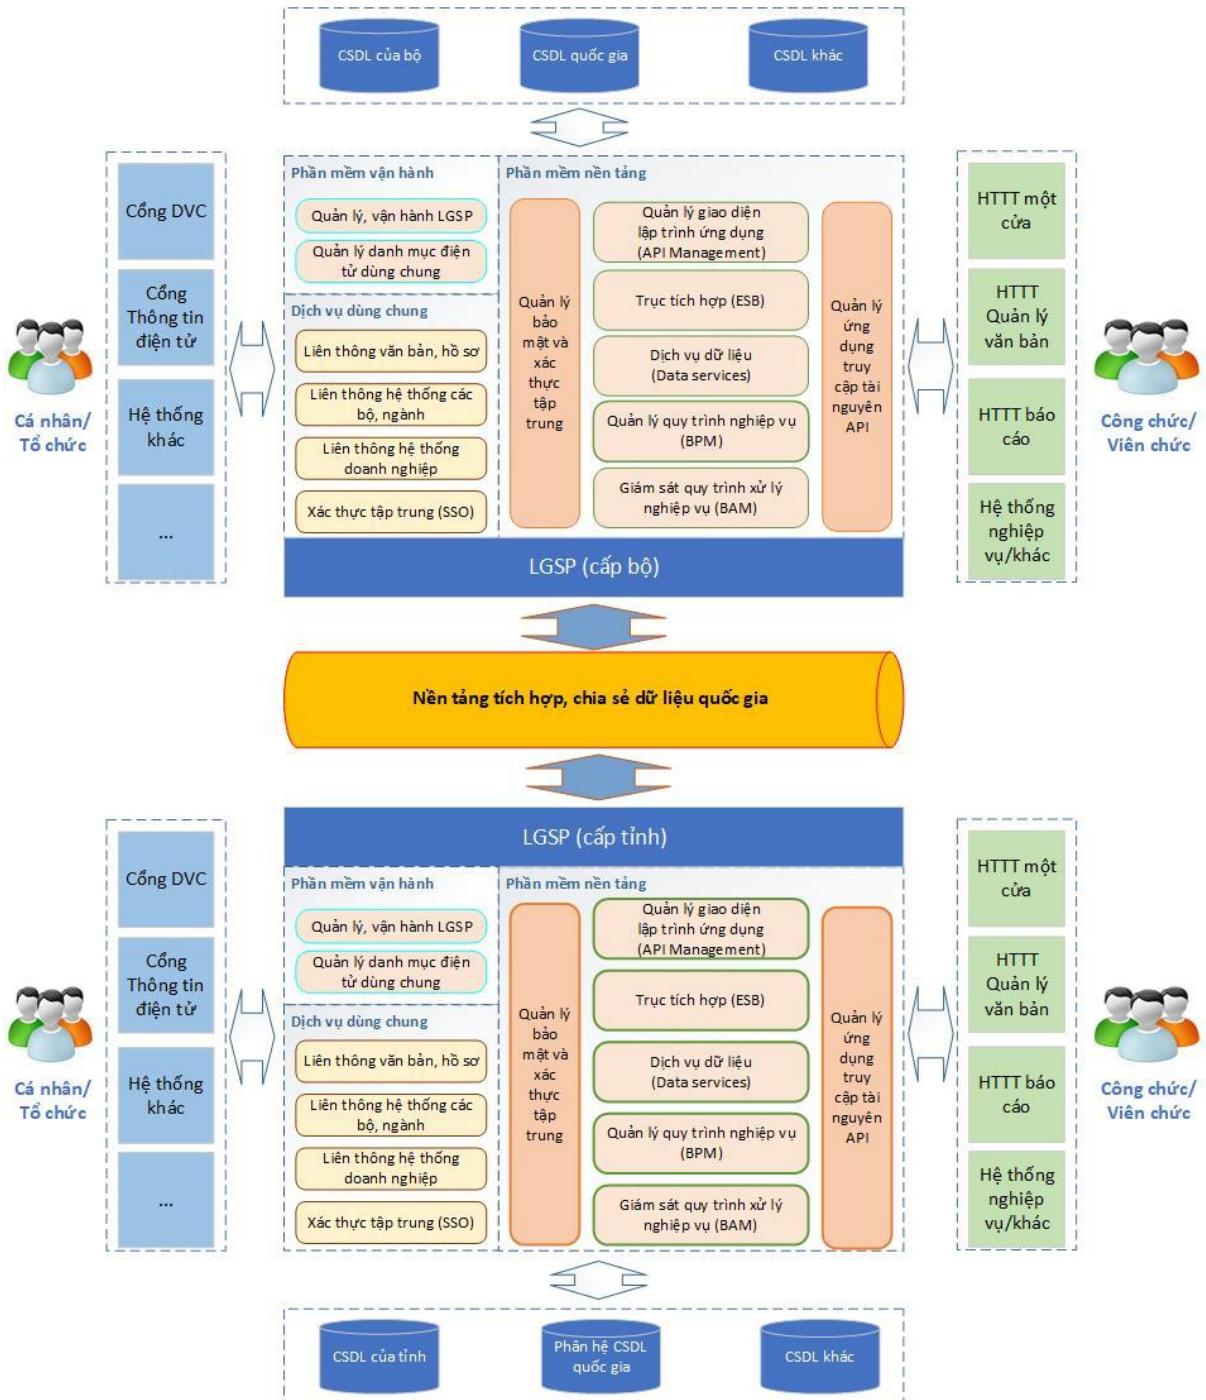 CSDL của bộ
CSDL quốc gia
CSDL khác
Cổng DVC
Cổng
Thông tin
điện tử
Hệ thống
khác
...
Cá nhân/
Tổ chức
Phần mềm vận hành
Quản lý, vận hành LGSP
Quản lý danh mục điện
tử dùng chung
Dịch vụ dùng chung
Liên thông văn bản, hồ sơ
Liên thông hệ thống các
bộ, ngành
Liên thông hệ thống
doanh nghiệp
Xác thực tập trung (SSO)
Phần mềm nền tảng
Quản lý
bảo
mật và
xác
thực
tập
trung
Quản lý giao diện
lập trình ứng dụng
(API Management)
Trục tích hợp (ESB)
Dịch vụ dữ liệu
(Data services)
Quản lý quy trình nghiệp vụ
(BPM)
Giám sát quy trình xử lý
nghiệp vụ (BAM)
Quản lý
ứng
dụng
truy
cập tài
nguyên
API
HTTT một
cửa
HTTT
Quản lý
văn bản
HTTT báo
cáo
Hệ thống
nghiệp
vụ/khác
Công chức/
Viên chức
LGSP (cấp bộ)
Nền tảng tích hợp, chia sẻ dữ liệu quốc gia
LGSP (cấp tỉnh)
Cổng DVC
Cổng
Thông tin
điện tử
Hệ thống
khác
...
Cá nhân/
Tổ chức
Phần mềm vận hành
Quản lý, vận hành LGSP
Quản lý danh mục điện
tử dùng chung
Dịch vụ dùng chung
Liên thông văn bản, hồ sơ
Liên thông hệ thống các
bộ, ngành
Liên thông hệ thống
doanh nghiệp
Xác thực tập trung (SSO)
Phần mềm nền tảng
Quản lý
bảo
mật và
xác
thực
tập
trung
Quản lý giao diện
lập trình ứng dụng
(API Management)
Trục tích hợp (ESB)
Dịch vụ dữ liệu
(Data services)
Quản lý quy trình nghiệp vụ
(BPM)
Giám sát quy trình xử lý
nghiệp vụ (BAM)
Quản lý
ứng
dụng
truy
cập tài
nguyên
API
HTTT một
cửa
HTTT
Quản lý
văn bản
HTTT báo
cáo
Hệ thống
nghiệp
vụ/khác
Công chức/
Viên chức
CSDL của tỉnh
Phân hệ CSDL
quốc gia
CSDL khác